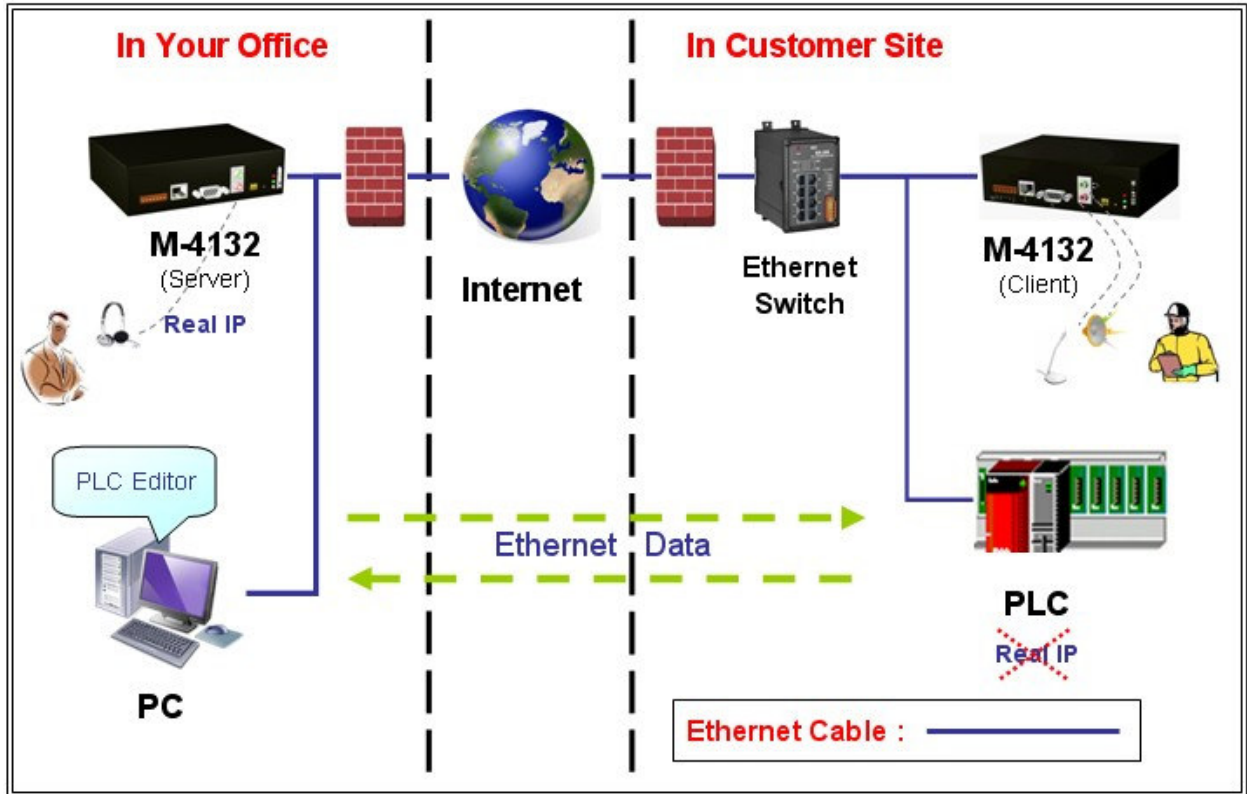 In Your Office
In Customer Site
M-4132
(Server)
Real IP
Internet
Ethernet
Switch
M-4132
(Client)
PLC Editor
Ethernet Data
PC
PLC
Real IP
Ethernet Cable :